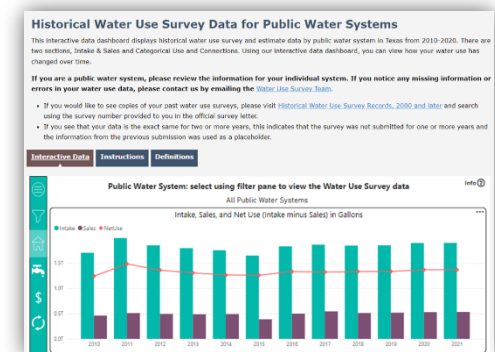 Historical Water Use Survey Data for Public Water Systems
This interactive data dashboard displays historical water use survey and estimate data by public water system in Texas from 2010-2020. There are
two sections, Intake & Sales and Categorical Use and Connections. Using our interactive data dashboard, you can view how your water use has
changed over time.
If you are a public water system, please review the information for your individual system. If you notice any missing information or
errors in your water use data, please contact us by emailing the Water Use Survey Team.
• If you would like to see copies of your past water use surveys, please visit Historical Water Use Survey Records, 2000 and later and search
using the survey number provided to you in the official survey letter.
• If you see that your data is the exact same for two or more years, this indicates that the survey was not submitted for one or more years and
the information from the previous submission was used as a placeholder.
Interactive Data Instructions Definitions
Public Water System: select using filter pane to view the Water Use Survey data Info ?
All Public Water Systems
Intake, Sales, and Net Use (Intake minus Sales) in Gallons
Intake Sales NetUse
1.5T
1.0T
0.5T
0.0T
2010 2011 2012 2013 2014 2015 2016 2017 2018 2019 2020 2021